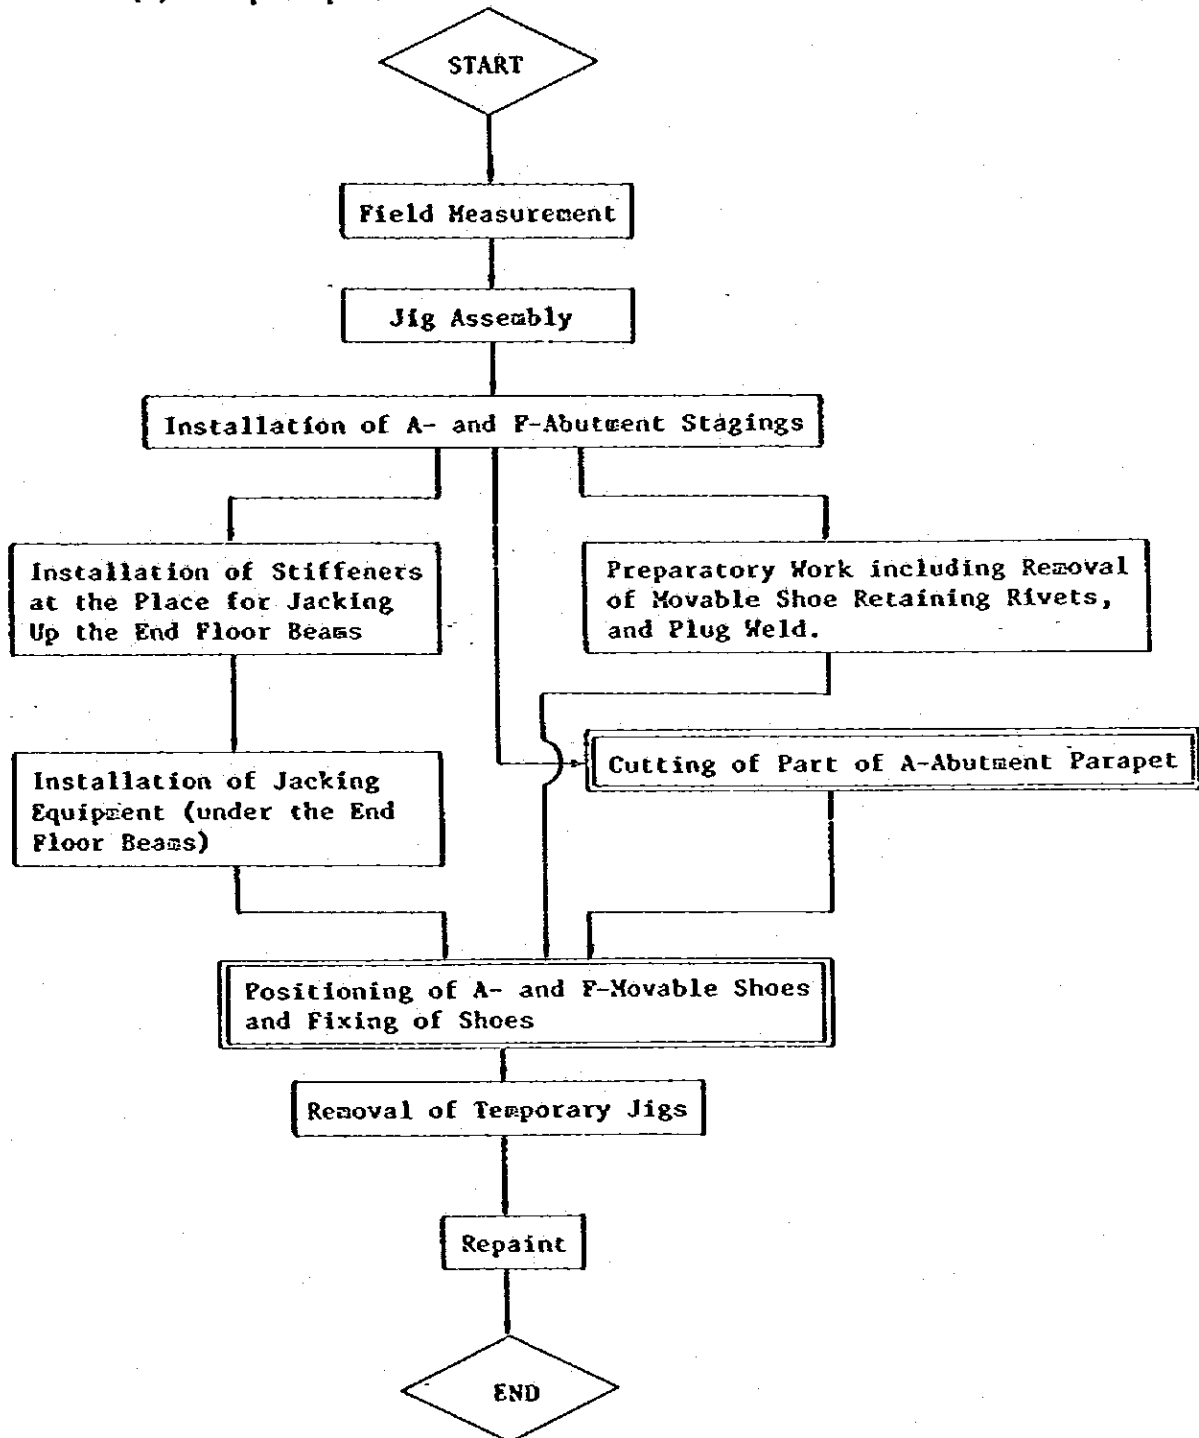 START
Field Measurement
Jig Assembly
Installation of A- and F-Abutment Stagings
Installation of Stiffeners
at the Place for Jacking
Up the End Floor Beams
Preparatory Work including Removal
of Movable Shoe Retaining Rivets,
and Plug Weld.
Installation of Jacking
Equipment (under the End
Floor Beams)
Cutting of Part of A-Abutment Parapet
Positioning of A- and F-Movable Shoes
and Fixing of Shoes
Removal of Temporary Jigs
Repaint
END